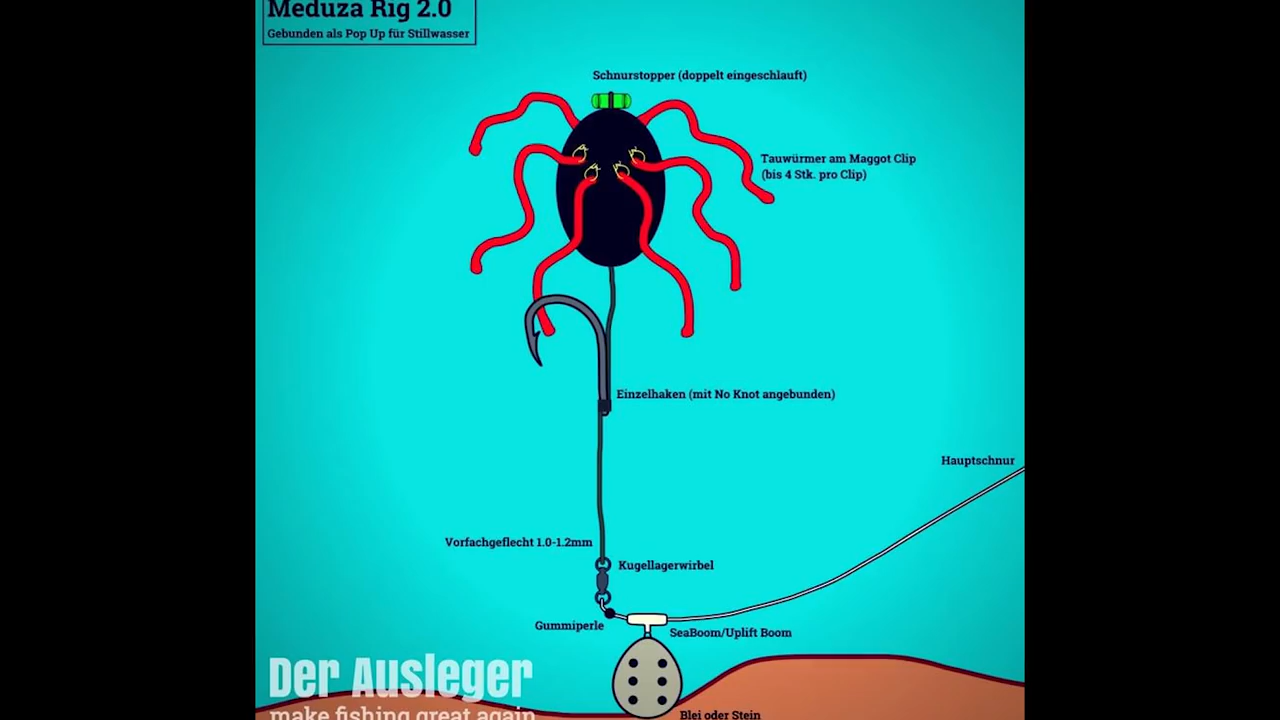 Meduza Rig 2.0
Gebunden als Pop Up für Stillwasser
Schnurstopper (doppelt eingeschlauft)
Tauwürmer am Maggot Clip
(bis 4 Stk. pro Clip)
Einzelhaken (mit No Knot angebunden)
Hauptschnur
Vorfachgeflecht 1.0-1.2mm
Kugellagerwirbel
Gummiperle
SeaBoom/Uplift Boom
Der Ausleger
make fishing great again
Blei oder Stein